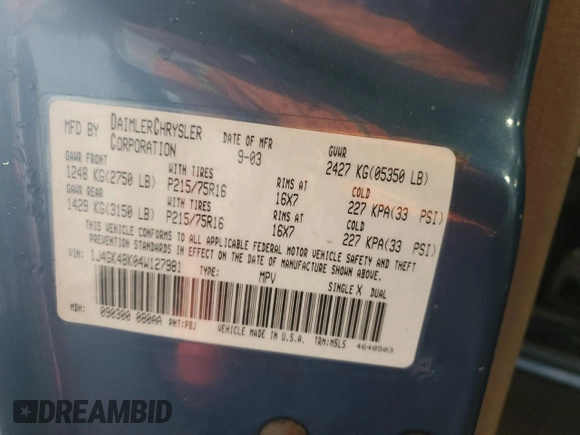 MFD BY DAIMLERCHRYSLER CORPORATION DATE OF MFR 9-03 GVWR 2427 KG(05350 LB)
GAWR FRONT WITH TIRES RIMS AT COLD
1248 KG(2750 LB) P215/75R16 16X7 227 KPA(33 PSI)
GAWR REAR WITH TIRES RIMS AT COLD
1429 KG(3150 LB) P215/75R16 16X7 227 KPA(33 PSI)
THIS VEHICLE CONFORMS TO ALL APPLICABLE FEDERAL MOTOR VEHICLE SAFETY AND THEFT
PREVENTION STANDARDS IN EFFECT ON THE DATE OF MANUFACTURE SHOWN ABOVE.
VIN: 1J4GK48K04W127981 TYPE: MPV SINGLE X DUAL
MDH: 090300 080AA PNT:PBJ VEHICLE MADE IN U.S.A. TRM:MSL5 4648503
DREAMBID